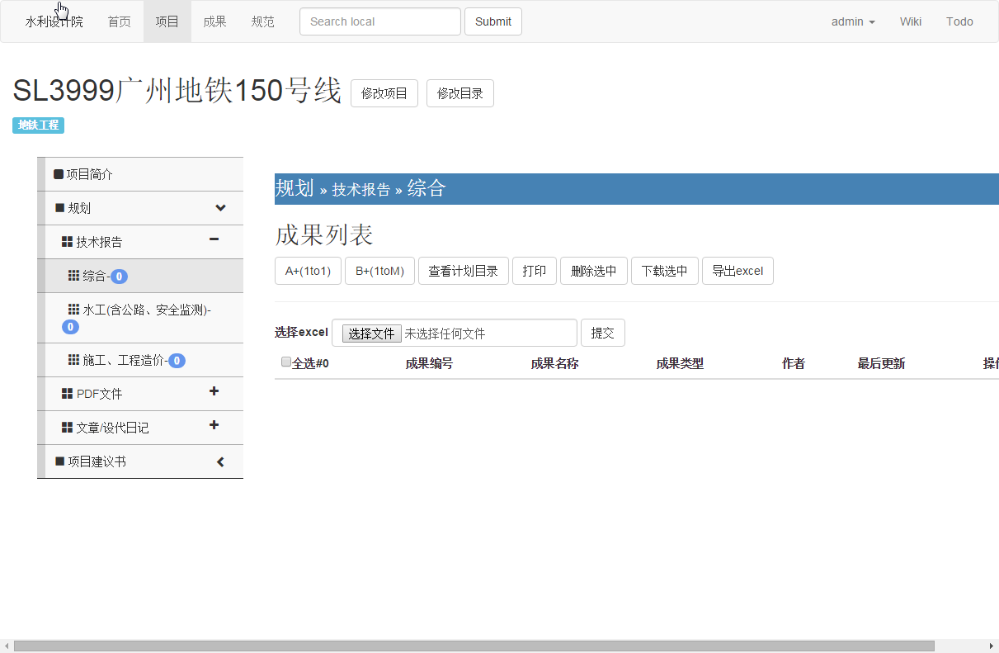 水利设计院 首页 项目 成果 规范 Search local Submit admin Wiki Todo
SL3999广州地铁150号线 修改项目 修改目录
地铁工程
项目简介
规划
技术报告
综合-0
水工(含公路、安全监测)-
0
施工、工程造价-0
PDF文件
文章/设代日记
项目建议书
规划 » 技术报告 » 综合
成果列表
A+(1to1) B+(1toM) 查看计划目录 打印 删除选中 下载选中 导出excel
选择excel 选择文件 未选择任何文件 提交
全选#0 成果编号 成果名称 成果类型 作者 最后更新 操作